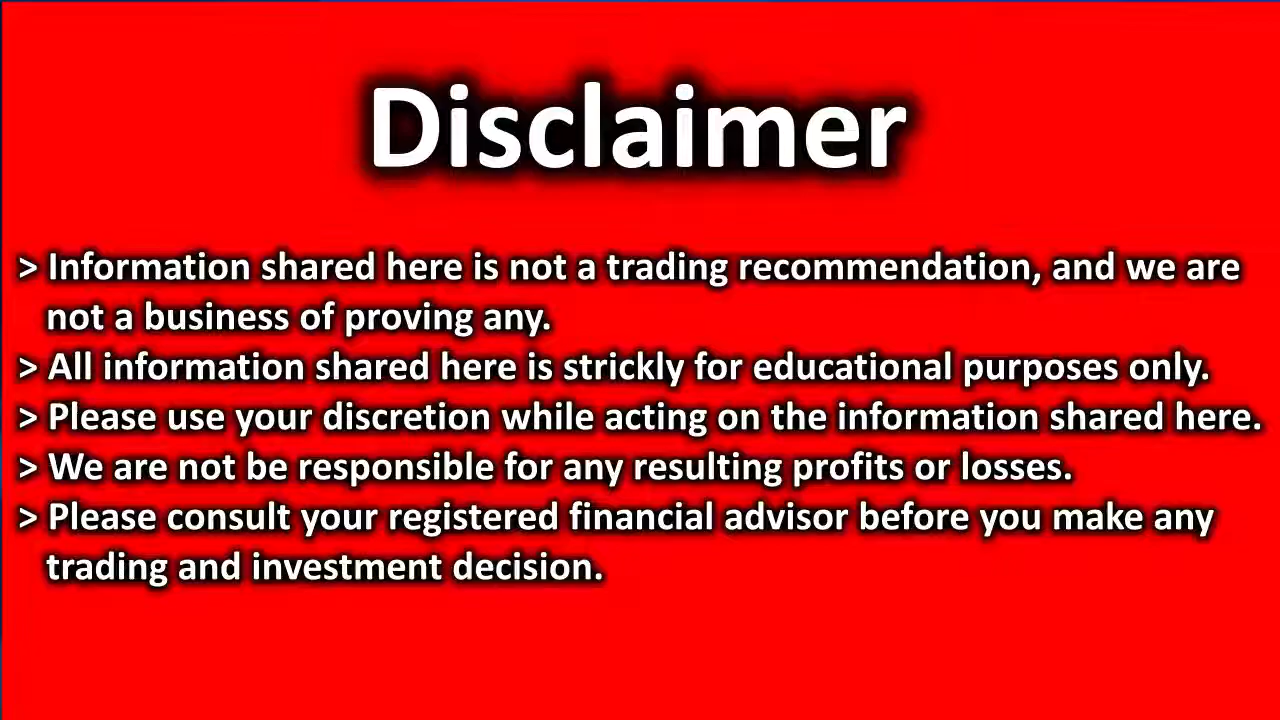 Disclaimer
> Information shared here is not a trading recommendation, and we are
not a business of proving any.
> All information shared here is strickly for educational purposes only.
> Please use your discretion while acting on the information shared here.
> We are not be responsible for any resulting profits or losses.
> Please consult your registered financial advisor before you make any
trading and investment decision.